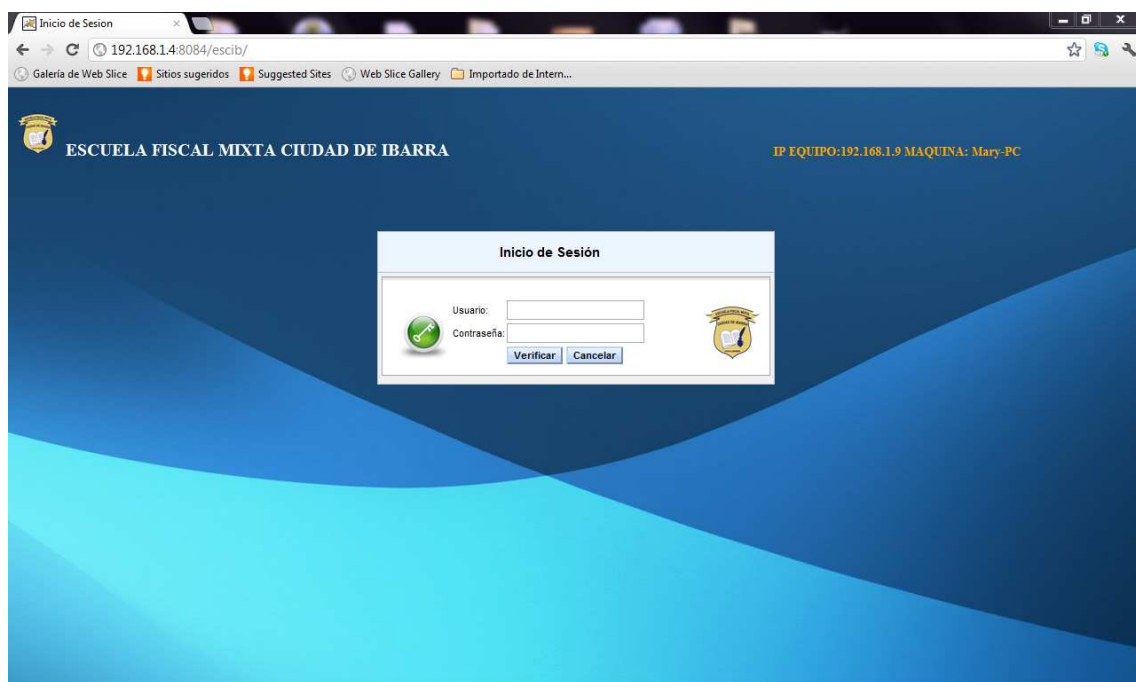 Inicio de Sesion
192.168.1.4:8084/escib/
Galería de Web Slice Sitios sugeridos Suggested Sites Web Slice Gallery Importado de Intern...
ESCUELA FISCAL MIXTA CIUDAD DE IBARRA
IP EQUIPO:192.168.1.9 MAQUINA: Mary-PC
Inicio de Sesión
Usuario:
Contraseña:
Verificar Cancelar